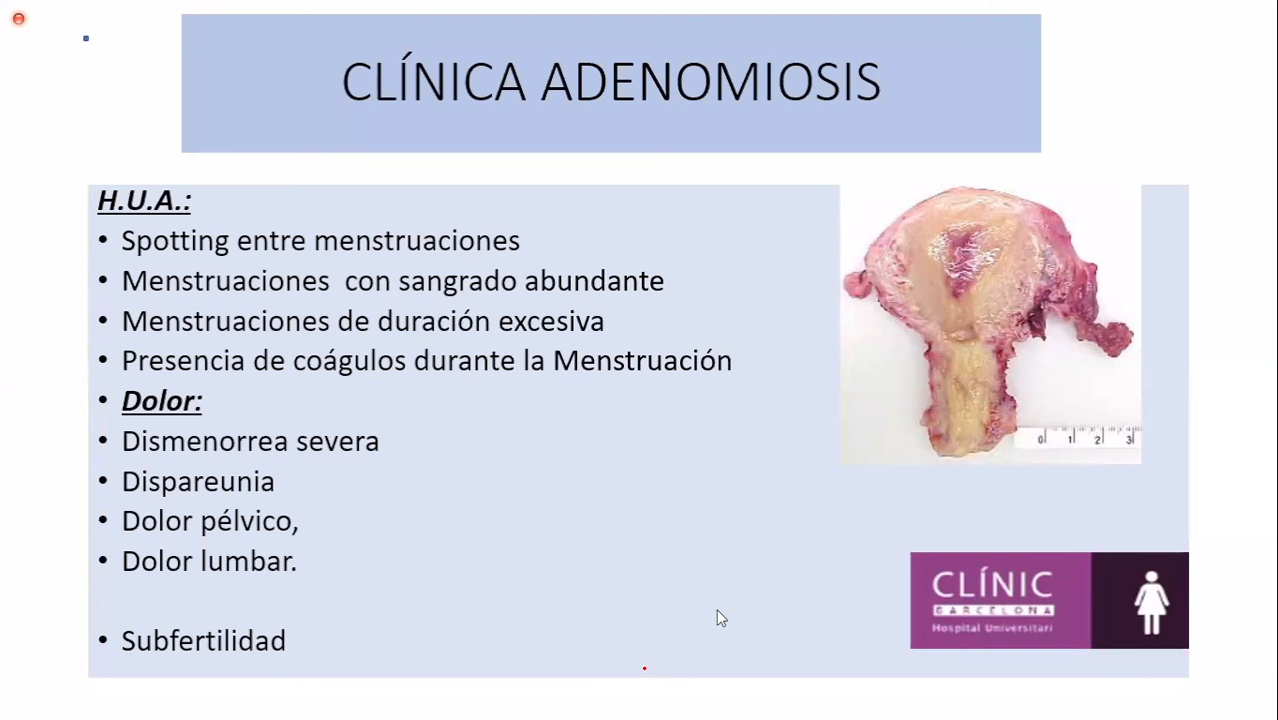 CLÍNICA ADENOMIOSIS
H.U.A.:
• Spotting entre menstruaciones
• Menstruaciones  con sangrado abundante
• Menstruaciones de duración excesiva
• Presencia de coágulos durante la Menstruación
• Dolor:
• Dismenorrea severa
• Dispareunia
• Dolor pélvico,
• Dolor lumbar.
• Subfertilidad
0 1 2 3
CLÍNIC
BARCELONA
Hospital Universitari